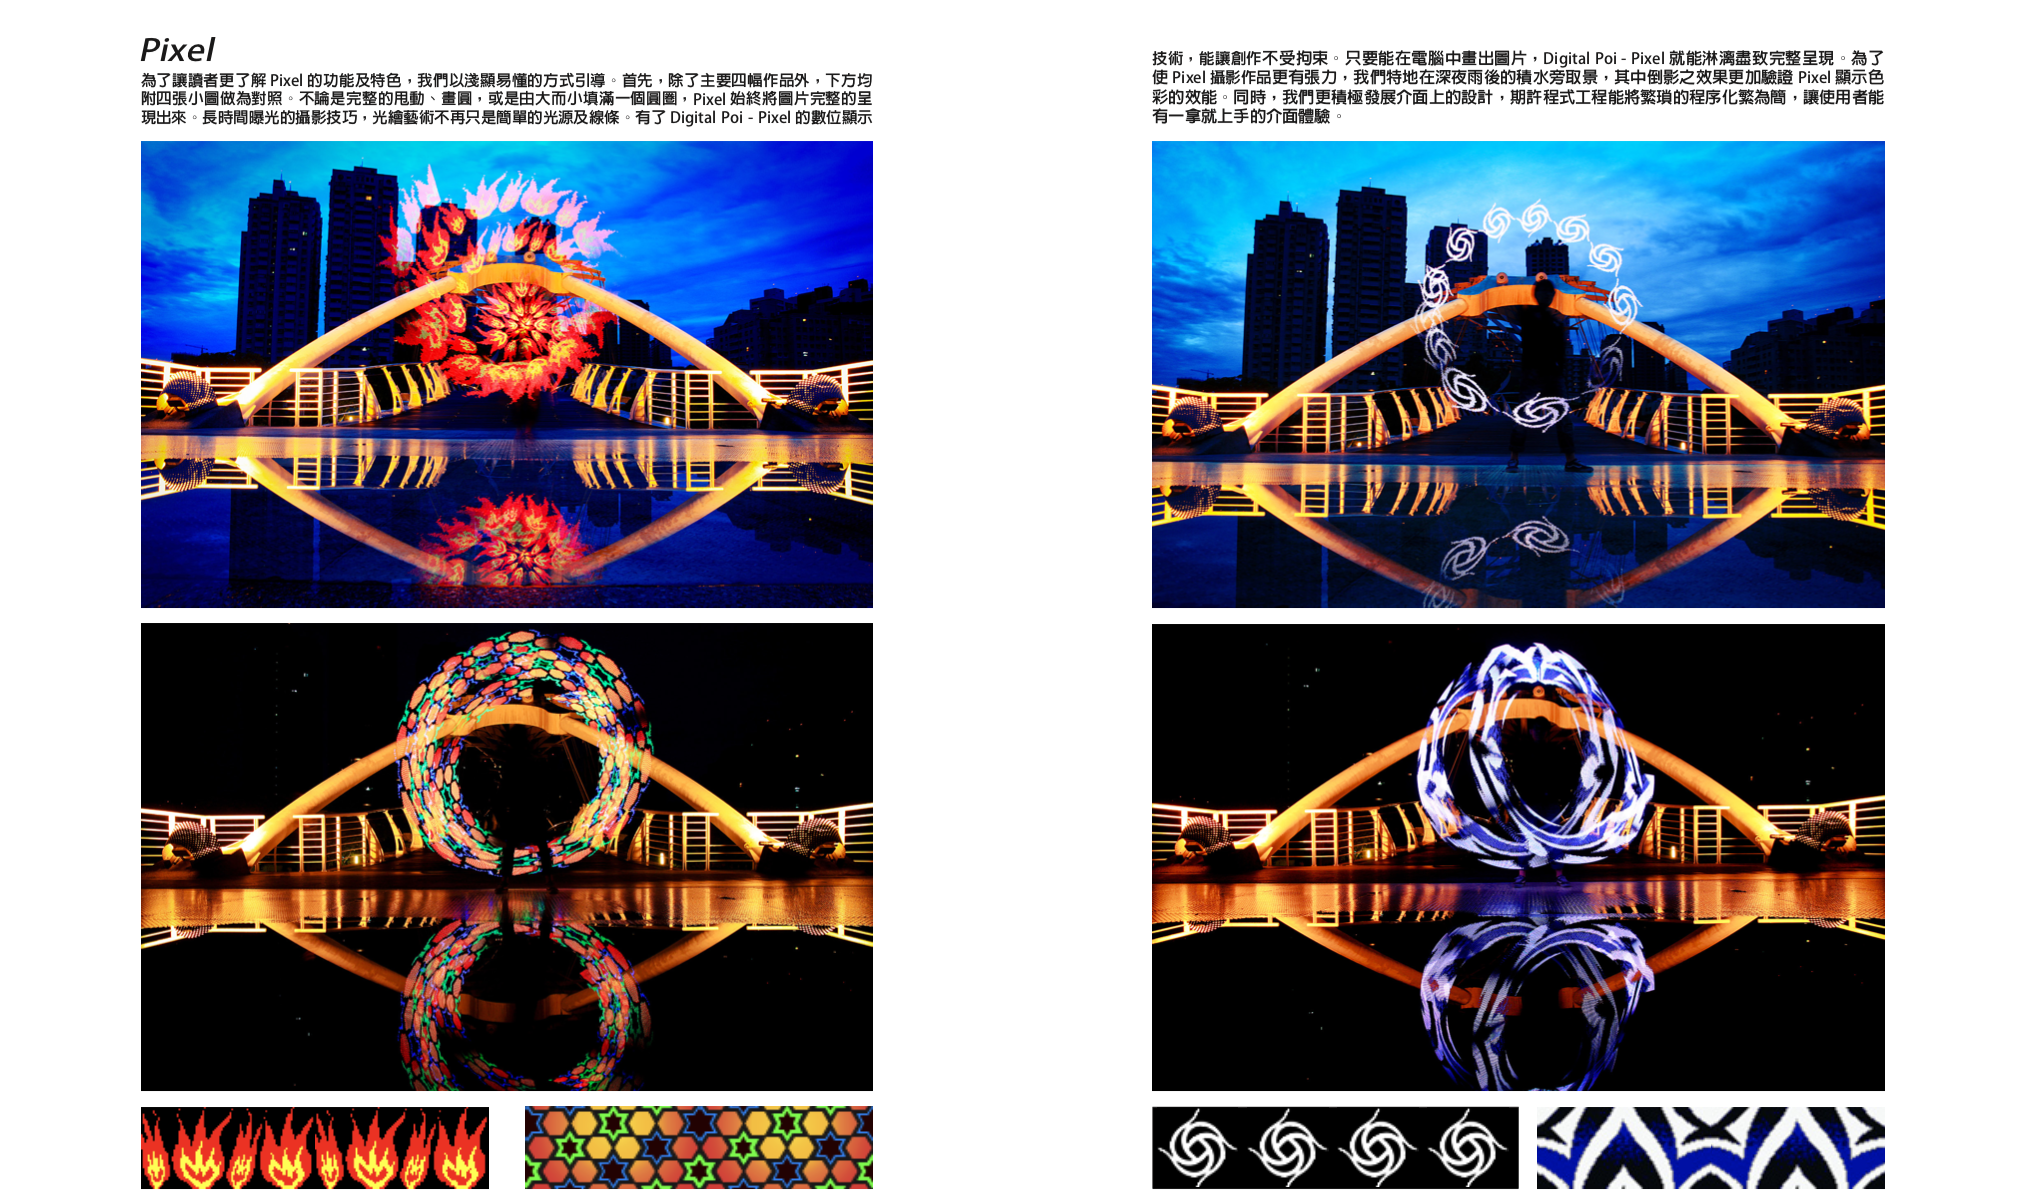 Pixel
為了讓讀者更了解 Pixel 的功能及特色，我們以淺顯易懂的方式引導。首先，除了主要四幅作品外，下方均
附四張小圖做為對照。不論是完整的甩動、畫圓，或是由大而小填滿一個圓圈，Pixel 始終將圖片完整的呈
現出來。長時間曝光的攝影技巧，光繪藝術不再只是簡單的光源及線條。有了 Digital Poi - Pixel 的數位顯示
技術，能讓創作不受拘束。只要能在電腦中畫出圖片，Digital Poi - Pixel 就能淋漓盡致完整呈現。為了
使 Pixel 攝影作品更有張力，我們特地在深夜雨後的積水旁取景，其中倒影之效果更加驗證 Pixel 顯示色
彩的效能。同時，我們更積極發展介面上的設計，期許程式工程能將繁瑣的程序化繁為簡，讓使用者能
有一拿就上手的介面體驗。